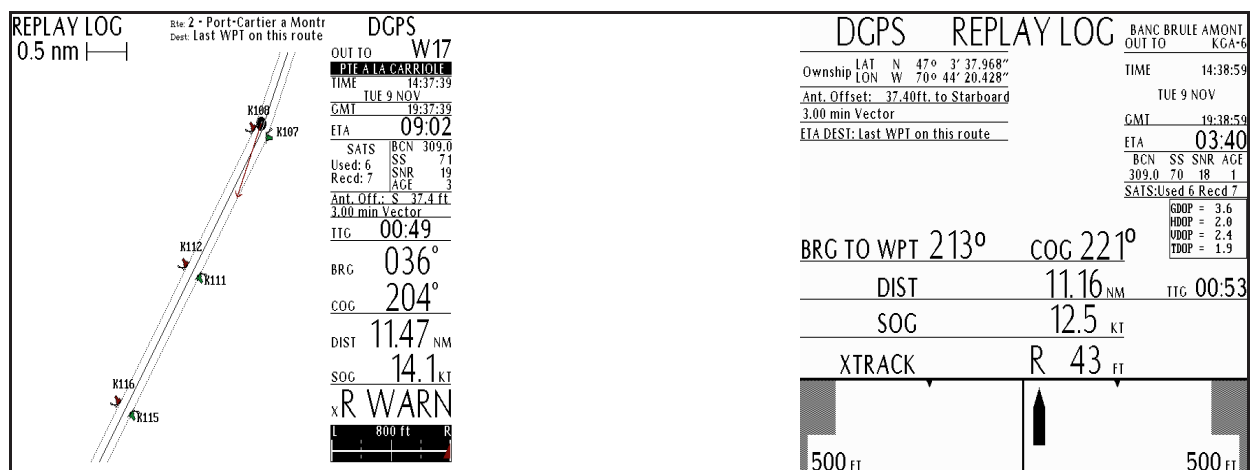 REPLAY LOG
0.5 nm
Rte: 2 - Port-Cartier a Montr
Dest: Last WPT on this route
K108
K107
K112
K111
K116
K115
DGPS
OUT TO W17
PTE A LA CARRIOLE
TIME 14:37:39
TUE 9 NOV
GMT 19:37:39
ETA 09:02
SATS
Used: 6
Recd: 7
BCN 309.0
SS 71
SNR 19
AGE 3
Ant. Off.: S 37.4 ft
3.00 min Vector
TTG 00:49
BRG 036°
COG 204°
DIST 11.47 NM
SOG 14.1 KT
xR WARN
L 800 ft R
DGPS REPLAY LOG
Ownship LAT N 47° 3' 37.968"
LON W 70° 44' 20.428"
Ant. Offset: 37.40ft. to Starboard
3.00 min Vector
ETA DEST: Last WPT on this route
BRG TO WPT 213° COG 221°
DIST 11.16 NM
SOG 12.5 KT
XTRACK R 43 FT
500 FT 500 FT
BANC BRULE AMONT
OUT TO KGA-6
TIME 14:38:59
TUE 9 NOV
GMT 19:38:59
ETA 03:40
BCN SS SNR AGE
309.0 70 18 1
SATS:Used 6 Recd 7
GDOP = 3.6
HDOP = 2.0
VDOP = 2.4
TDOP = 1.9
TTG 00:53